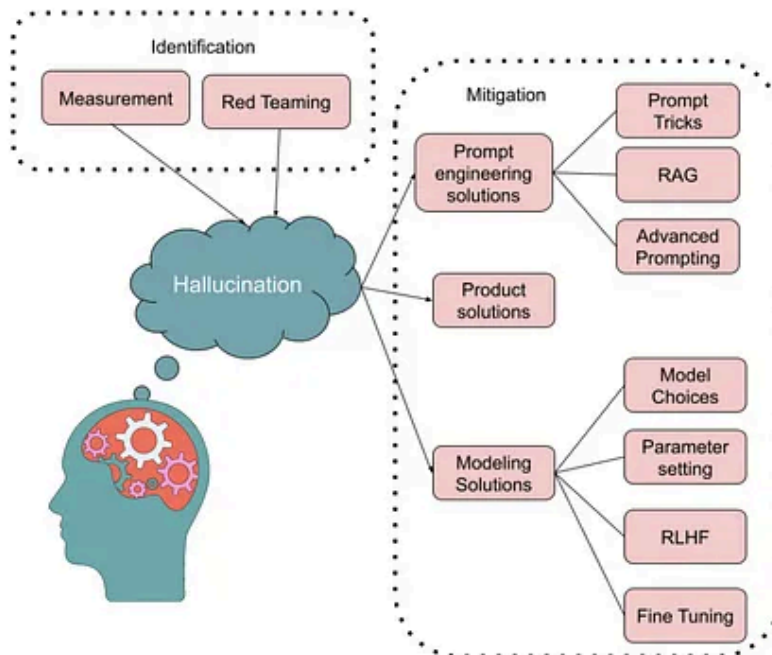 Identification
Measurement
Red Teaming
Hallucination
Mitigation
Prompt
engineering
solutions
Prompt
Tricks
RAG
Advanced
Prompting
Product
solutions
Modeling
Solutions
Model
Choices
Parameter
setting
RLHF
Fine Tuning